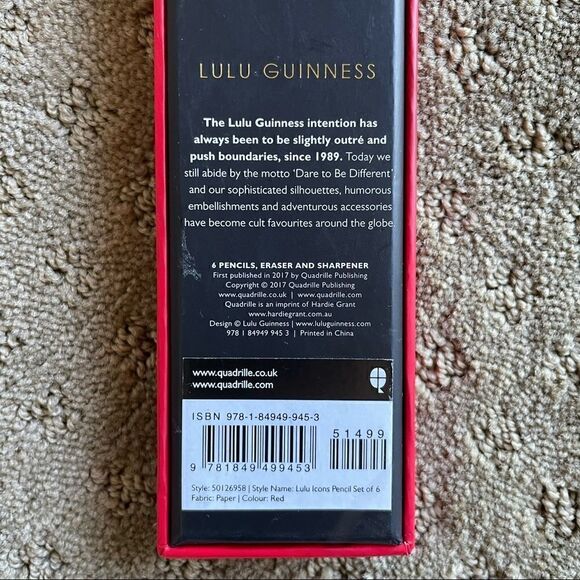 LULU GUINNESS
The Lulu Guinness intention has
always been to be slightly outré and
push boundaries, since 1989. Today we
still abide by the motto 'Dare to Be Different'
and our sophisticated silhouettes, humorous
embellishments and adventurous accessories
have become cult favourites around the globe.
6 PENCILS, ERASER AND SHARPENER
First published in 2017 by Quadrille Publishing
Copyright © 2017 Quadrille Publishing
www.quadrille.co.uk | www.quadrille.com
Quadrille is an imprint of Hardie Grant
www.hardiegrant.com.au
Design © Lulu Guinness | www.luluguinness.com
978 1 84949 945 3 | Printed in China
www.quadrille.co.uk
www.quadrille.com
ISBN 978-1-84949-945-3
51499
9 781849 499453
Style: 50126958 | Style Name: Lulu Icons Pencil Set of 6
Fabric: Paper | Colour: Red